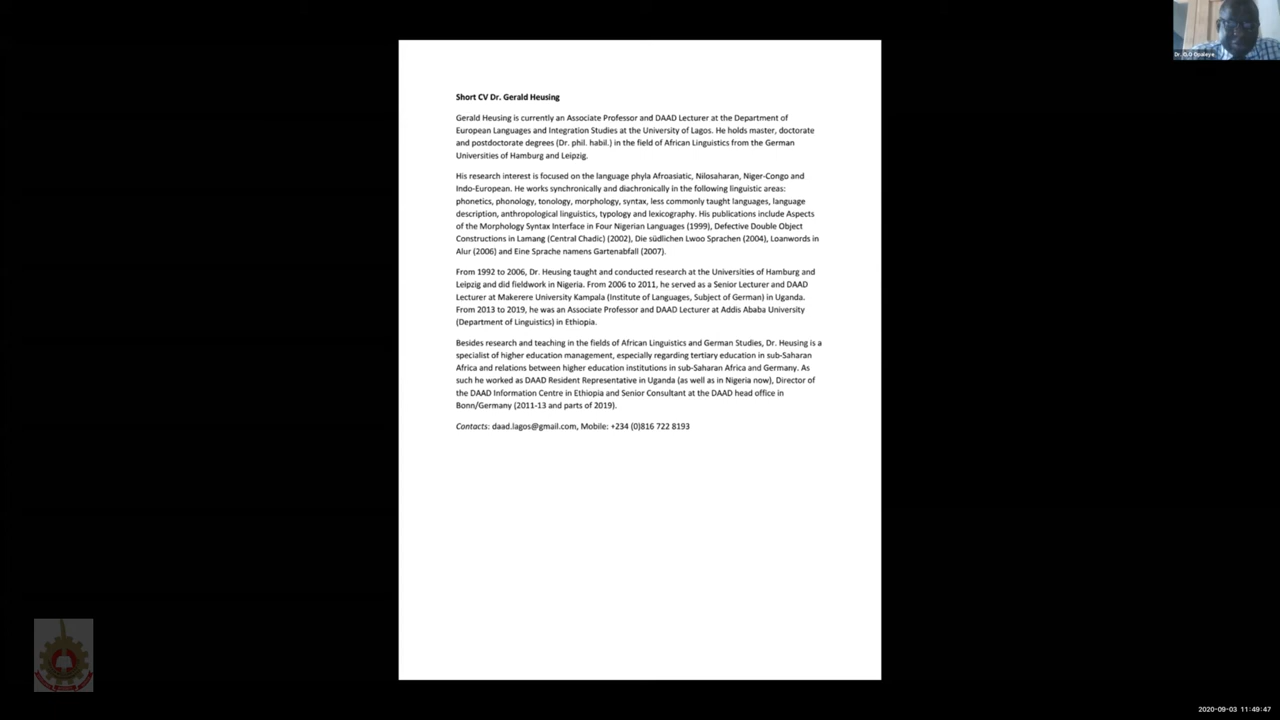 Dr. O.O Opaleye
Short CV Dr. Gerald Heusing
Gerald Heusing is currently an Associate Professor and DAAD Lecturer at the Department of
European Languages and Integration Studies at the University of Lagos. He holds master, doctorate
and postdoctorate degrees (Dr. phil. habil.) in the field of African Linguistics from the German
Universities of Hamburg and Leipzig.
His research interest is focused on the language phyla Afroasiatic, Nilosaharan, Niger-Congo and
Indo-European. He works synchronically and diachronically in the following linguistic areas:
phonetics, phonology, tonology, morphology, syntax, less commonly taught languages, language
description, anthropological linguistics, typology and lexicography. His publications include Aspects
of the Morphology Syntax Interface in Four Nigerian Languages (1999), Defective Double Object
Constructions in Lamang (Central Chadic) (2002), Die südlichen Lwoo Sprachen (2004), Loanwords in
Alur (2006) and Eine Sprache namens Gartenabfall (2007).
From 1992 to 2006, Dr. Heusing taught and conducted research at the Universities of Hamburg and
Leipzig and did fieldwork in Nigeria. From 2006 to 2011, he served as a Senior Lecturer and DAAD
Lecturer at Makerere University Kampala (Institute of Languages, Subject of German) in Uganda.
From 2013 to 2019, he was an Associate Professor and DAAD Lecturer at Addis Ababa University
(Department of Linguistics) in Ethiopia.
Besides research and teaching in the fields of African Linguistics and German Studies, Dr. Heusing is a
specialist of higher education management, especially regarding tertiary education in sub-Saharan
Africa and relations between higher education institutions in sub-Saharan Africa and Germany. As
such he worked as DAAD Resident Representative in Uganda (as well as in Nigeria now), Director of
the DAAD Information Centre in Ethiopia and Senior Consultant at the DAAD head office in
Bonn/Germany (2011-13 and parts of 2019).
Contacts: daad.lagos@gmail.com, Mobile: +234 (0)816 722 8193
2020-09-03 11:49:47